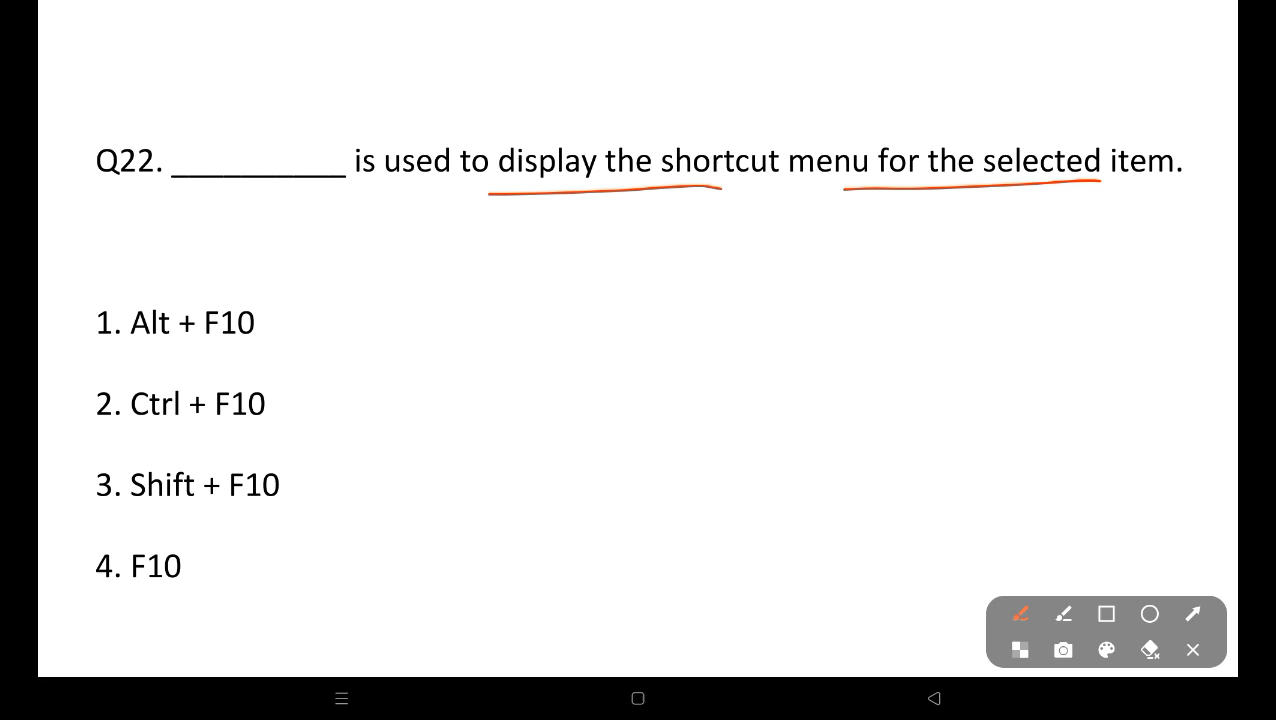 Q22. __________ is used to display the shortcut menu for the selected item.
1. Alt + F10
2. Ctrl + F10
3. Shift + F10
4. F10